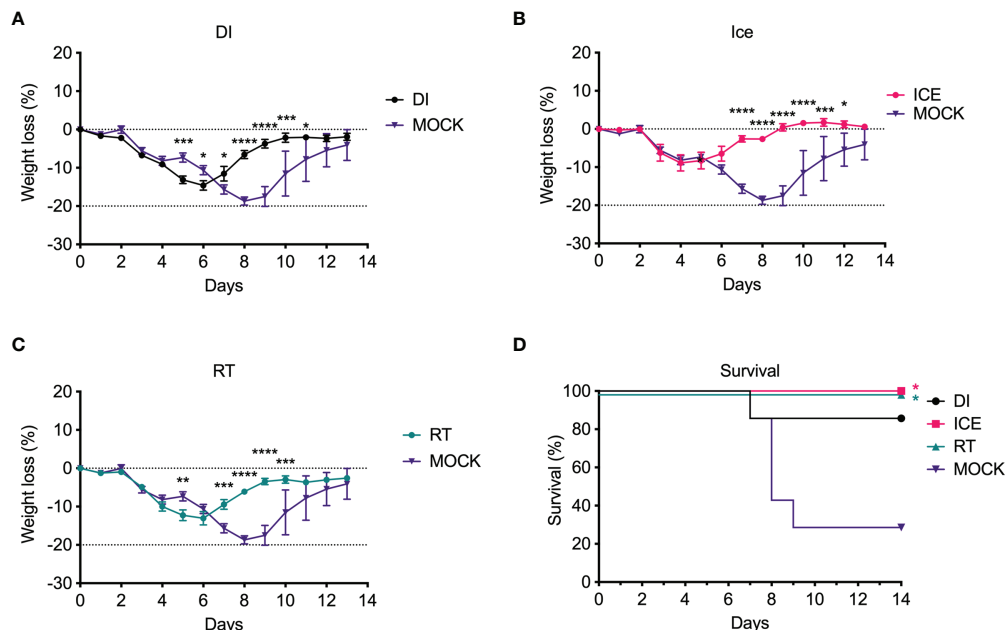 A
DI
20
10
0
-10
-20
-30
Weight loss (%)
*** * * **** **** *** *
DI
MOCK
0 2 4 6 8 10 12 14
Days
B
Ice
20
10
0
-10
-20
-30
Weight loss (%)
**** **** **** **** *** *
ICE
MOCK
0 2 4 6 8 10 12 14
Days
C
RT
20
10
0
-10
-20
-30
Weight loss (%)
** *** **** **** ***
RT
MOCK
0 2 4 6 8 10 12 14
Days
D
Survival
100
80
60
40
20
0
Survival (%)
*
*
DI
ICE
RT
MOCK
0 2 4 6 8 10 12 14
Days